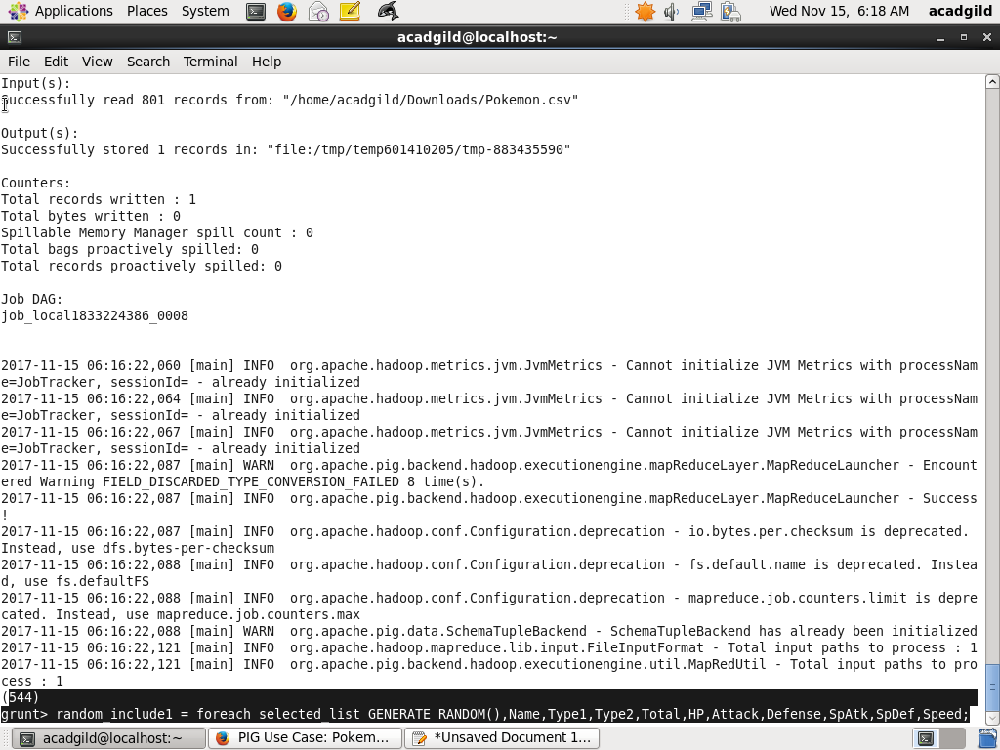 Applications Places System Wed Nov 15, 6:18 AM acadgild
acadgild@localhost:~
File Edit View Search Terminal Help
Input(s):
Successfully read 801 records from: "/home/acadgild/Downloads/Pokemon.csv"
Output(s):
Successfully stored 1 records in: "file:/tmp/temp601410205/tmp-883435590"
Counters:
Total records written : 1
Total bytes written : 0
Spillable Memory Manager spill count : 0
Total bags proactively spilled: 0
Total records proactively spilled: 0
Job DAG:
job_local1833224386_0008
2017-11-15 06:16:22,060 [main] INFO  org.apache.hadoop.metrics.jvm.JvmMetrics - Cannot initialize JVM Metrics with processNam
e=JobTracker, sessionId= - already initialized
2017-11-15 06:16:22,064 [main] INFO  org.apache.hadoop.metrics.jvm.JvmMetrics - Cannot initialize JVM Metrics with processNam
e=JobTracker, sessionId= - already initialized
2017-11-15 06:16:22,067 [main] INFO  org.apache.hadoop.metrics.jvm.JvmMetrics - Cannot initialize JVM Metrics with processNam
e=JobTracker, sessionId= - already initialized
2017-11-15 06:16:22,087 [main] WARN  org.apache.pig.backend.hadoop.executionengine.mapReduceLayer.MapReduceLauncher - Encount
ered Warning FIELD_DISCARDED_TYPE_CONVERSION_FAILED 8 time(s).
2017-11-15 06:16:22,087 [main] INFO  org.apache.pig.backend.hadoop.executionengine.mapReduceLayer.MapReduceLauncher - Success
!
2017-11-15 06:16:22,087 [main] INFO  org.apache.hadoop.conf.Configuration.deprecation - io.bytes.per.checksum is deprecated.
Instead, use dfs.bytes-per-checksum
2017-11-15 06:16:22,088 [main] INFO  org.apache.hadoop.conf.Configuration.deprecation - fs.default.name is deprecated. Instea
d, use fs.defaultFS
2017-11-15 06:16:22,088 [main] INFO  org.apache.hadoop.conf.Configuration.deprecation - mapreduce.job.counters.limit is depre
cated. Instead, use mapreduce.job.counters.max
2017-11-15 06:16:22,088 [main] WARN  org.apache.pig.data.SchemaTupleBackend - SchemaTupleBackend has already been initialized
2017-11-15 06:16:22,121 [main] INFO  org.apache.hadoop.mapreduce.lib.input.FileInputFormat - Total input paths to process : 1
2017-11-15 06:16:22,121 [main] INFO  org.apache.pig.backend.hadoop.executionengine.util.MapRedUtil - Total input paths to pro
cess : 1
(544)
grunt> random_include1 = foreach selected_list GENERATE RANDOM(),Name,Type1,Type2,Total,HP,Attack,Defense,SpAtk,SpDef,Speed;
acadgild@localhost:~ PIG Use Case: Pokem... *Unsaved Document 1...